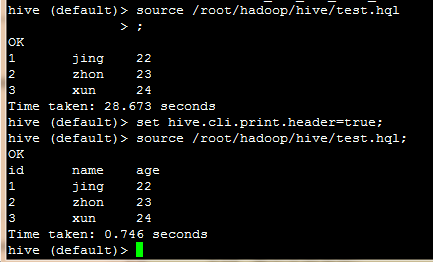 hive (default)> source /root/hadoop/hive/test.hql
              > ;
OK
1       jing    22
2       zhon    23
3       xun     24
Time taken: 28.673 seconds
hive (default)> set hive.cli.print.header=true;
hive (default)> source /root/hadoop/hive/test.hql;
OK
id      name    age
1       jing    22
2       zhon    23
3       xun     24
Time taken: 0.746 seconds
hive (default)>